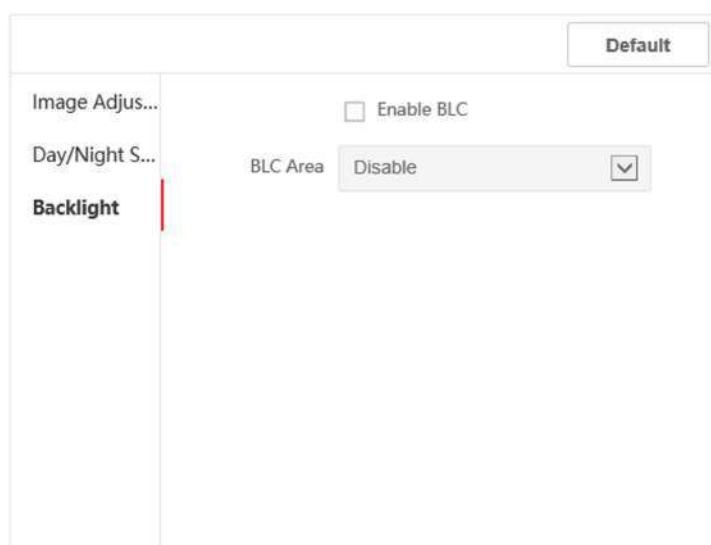 Default
Image Adjus...
Enable BLC
Day/Night S...
BLC Area Disable
Backlight